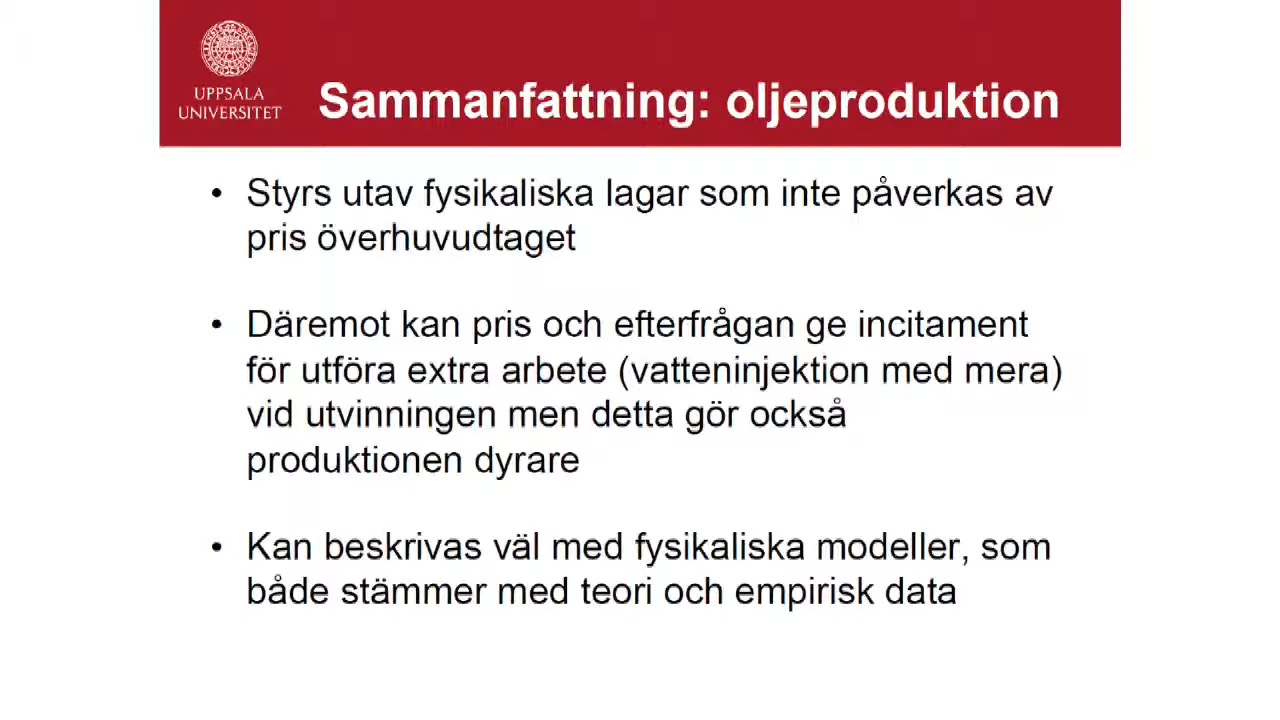 UPPSALA
UNIVERSITET
Sammanfattning: oljeproduktion
• Styrs utav fysikaliska lagar som inte påverkas av
pris överhuvudtaget
• Däremot kan pris och efterfrågan ge incitament
för utföra extra arbete (vatteninjektion med mera)
vid utvinningen men detta gör också
produktionen dyrare
• Kan beskrivas väl med fysikaliska modeller, som
både stämmer med teori och empirisk data